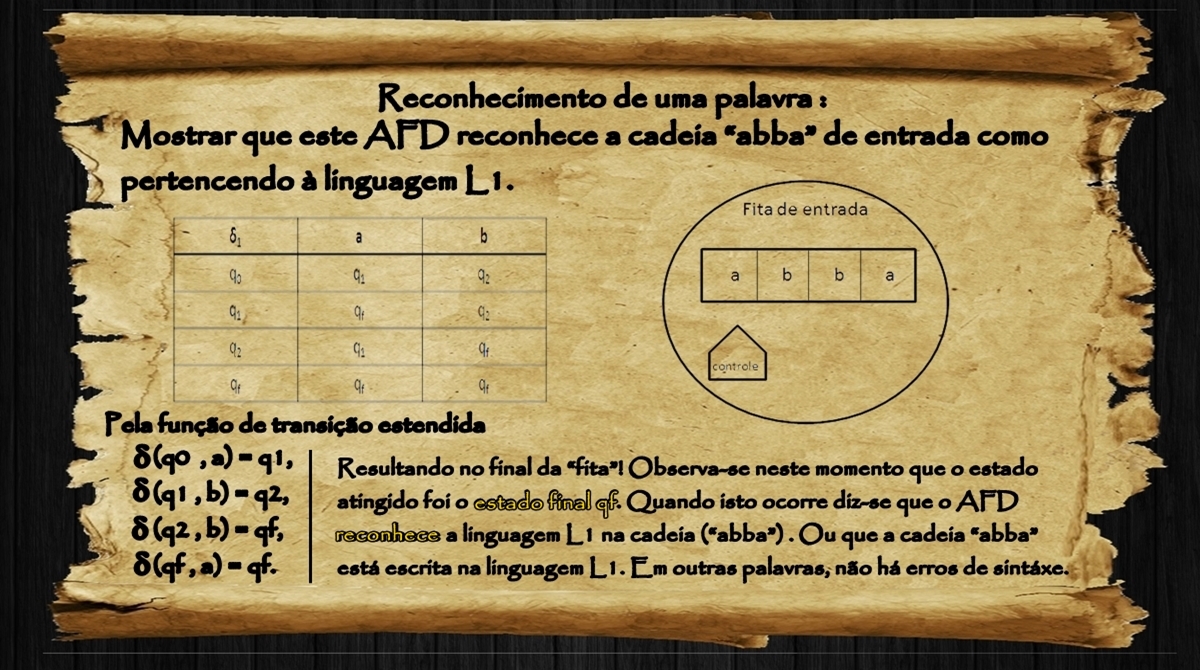 Reconhecimento de uma palavra :
Mostrar que este AFD reconhece a cadeia “abba” de entrada como
pertencendo à linguagem L1.
δ1 a b
q0 q1 q2
q1 qf q2
q2 q1 qf
qf qf qf
Fita de entrada
a b b a
controle
Pela função de transição estendida
δ(q0 , a) = q1,
δ(q1 , b) = q2,
δ(q2 , b) = qf,
δ(qf , a) = qf.
Resultando no final da “fita”! Observa-se neste momento que o estado
atingido foi o estado final qf. Quando isto ocorre diz-se que o AFD
reconhece a linguagem L1 na cadeia (“abba”) . Ou que a cadeia “abba”
está escrita na linguagem L1. Em outras palavras, não há erros de sintáxe.